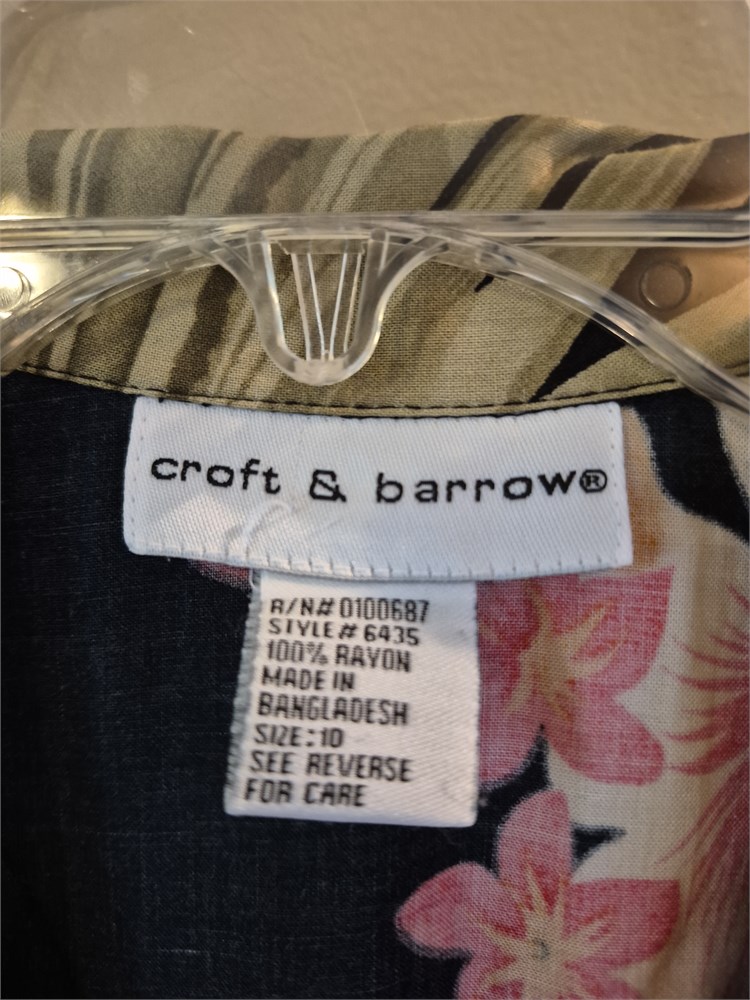 croft & barrow®
R/N# 0100687
STYLE# 6435
100% RAYON
MADE IN
BANGLADESH
SIZE: 10
SEE REVERSE
FOR CARE